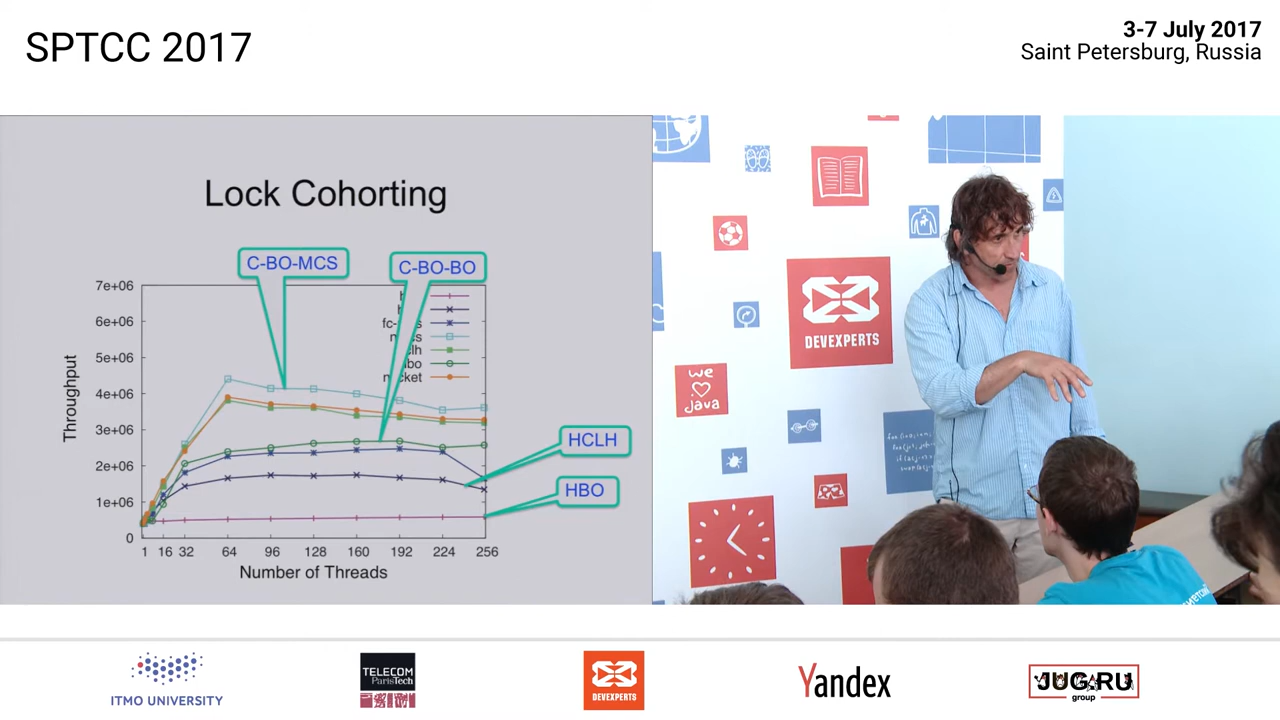 SPTCC 2017
3-7 July 2017
Saint Petersburg, Russia
Lock Cohorting
C-BO-MCS
C-BO-BO
HCLH
HBO
7e+06
6e+06
5e+06
4e+06
3e+06
2e+06
1e+06
0
Throughput
1 16 32 64 96 128 160 192 224 256
Number of Threads
DEVEXPERTS
we
java
ITMO UNIVERSITY
TELECOM
ParisTech
DEVEXPERTS
Yandex
JUG.RU
group